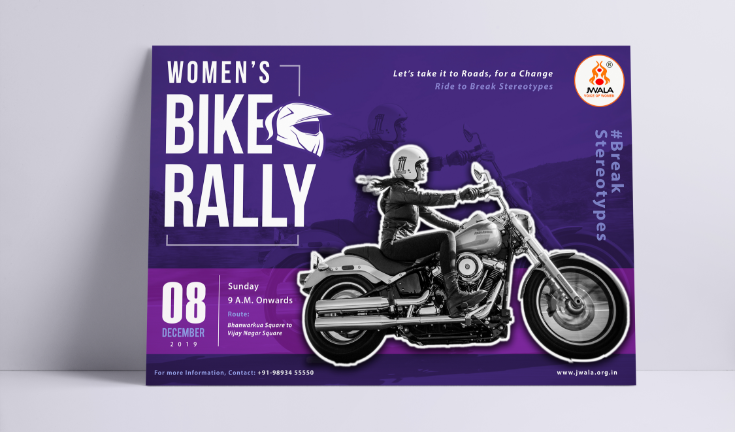 WOMEN'S
BIKE
RALLY
Let's take it to Roads, for a Change
Ride to Break Stereotypes
®
JWALA
#Break
Stereotypes
08
DECEMBER
2019
Sunday
9 A.M. Onwards
Route:
Bhanwarkua Square to
Vijay Nagar Square
For more Information, Contact: +91-98934 55550
www.jwala.org.in